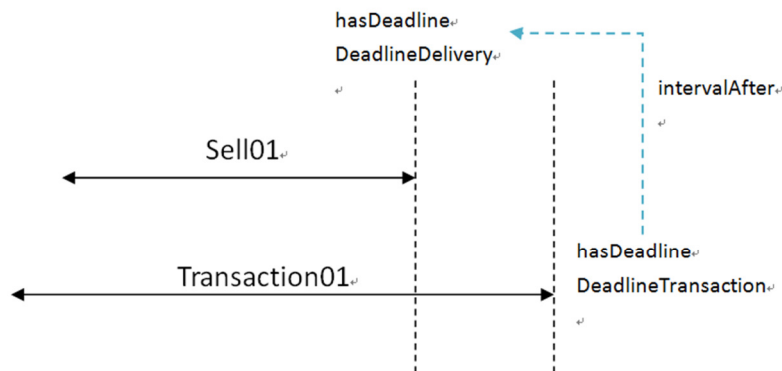 hasDeadline↵
DeadlineDelivery↵
↵
intervalAfter↵
↵
Sell01↵
hasDeadline↵
DeadlineTransaction↵
↵
Transaction01↵